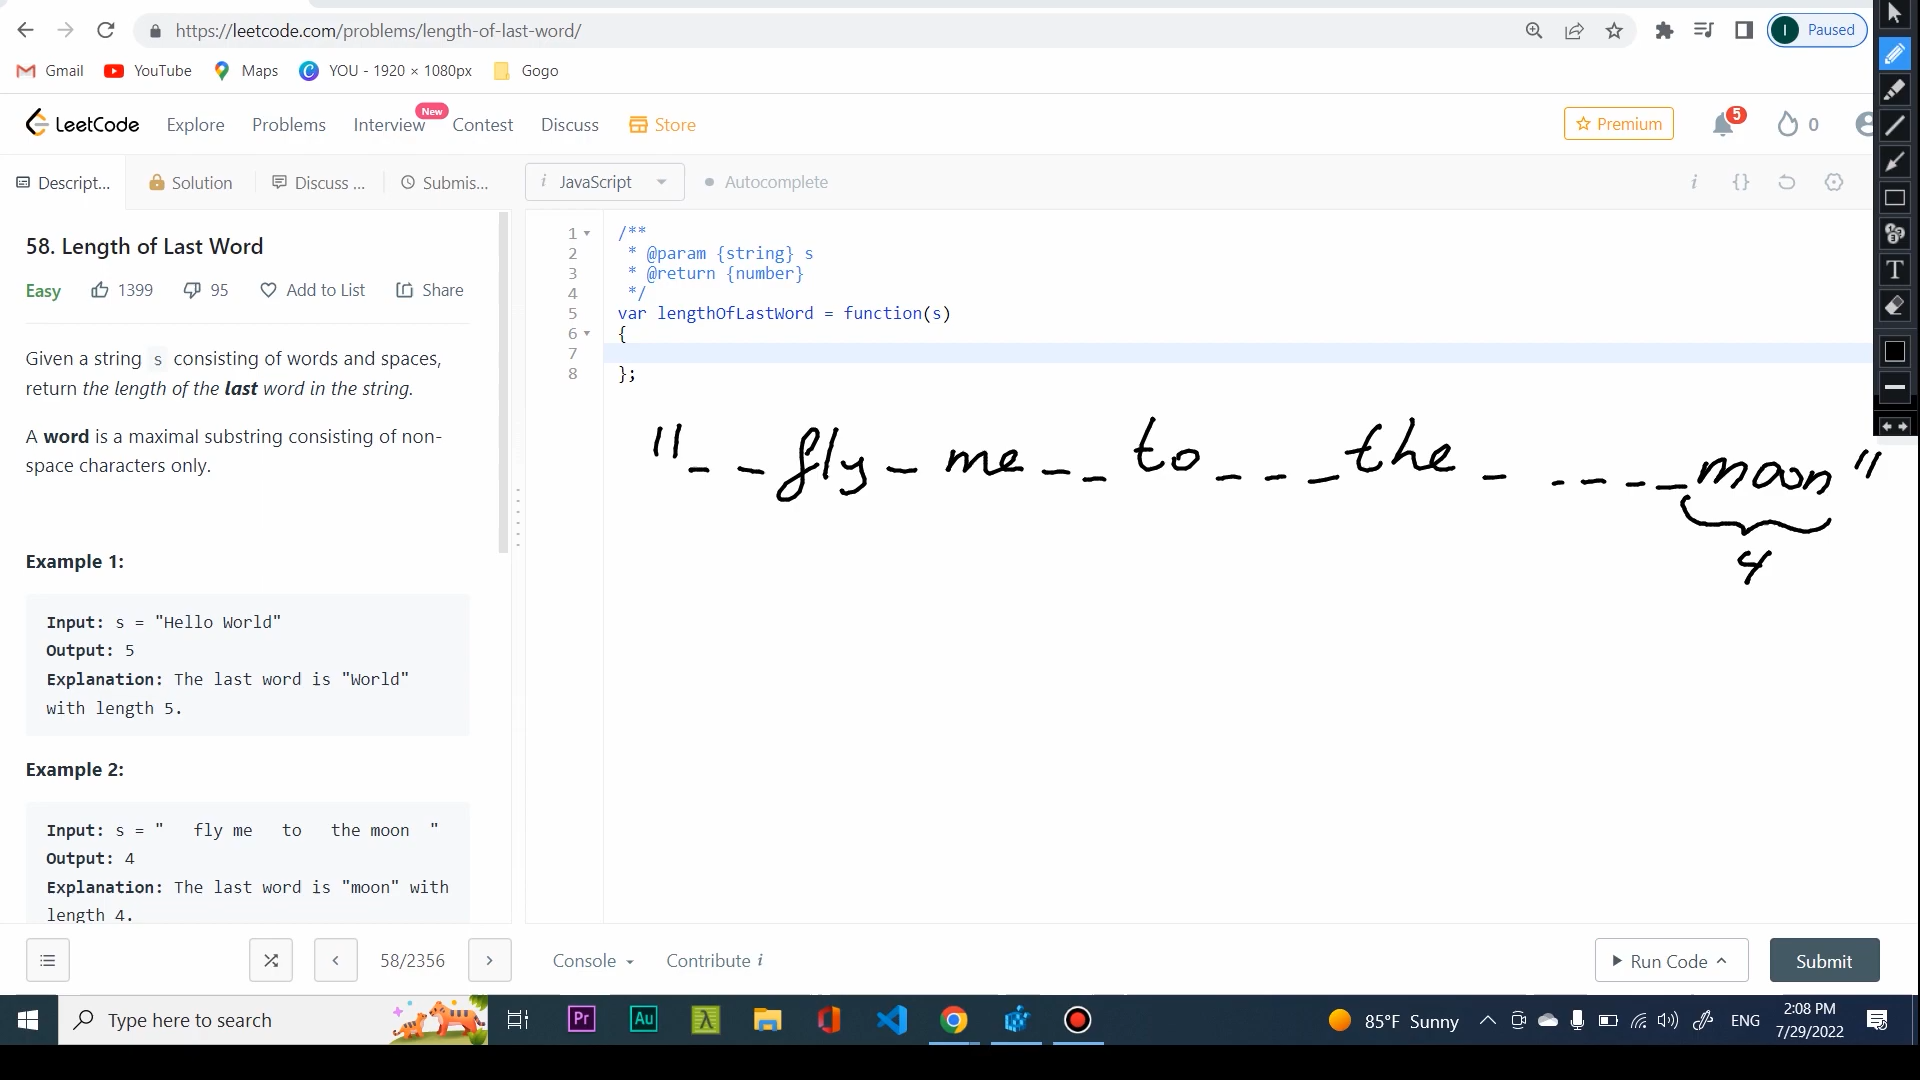 https://leetcode.com/problems/length-of-last-word/
Paused
Gmail YouTube Maps YOU - 1920 × 1080px Gogo
LeetCode Explore Problems Interview New Contest Discuss Store
Premium 5 0
Descript... Solution Discuss ... Submis... i JavaScript Autocomplete i {}
58. Length of Last Word
Easy 1399 95 Add to List Share
Given a string s consisting of words and spaces,
return the length of the last word in the string.
A word is a maximal substring consisting of non-
space characters only.
Example 1:
Input: s = "Hello World"
Output: 5
Explanation: The last word is "World"
with length 5.
Example 2:
Input: s = "   fly me   to   the moon  "
Output: 4
Explanation: The last word is "moon" with
length 4.
1 /**
2  * @param {string} s
3  * @return {number}
4  */
5 var lengthOfLastWord = function(s)
6 {
7
8 };
"_ _ fly _ me _ _ to _ _ _ the _ _ _ _ _ moon"
4
58/2356
Console Contribute i Run Code Submit
Type here to search
Pr Au λ
85°F Sunny ENG 2:08 PM
7/29/2022
T